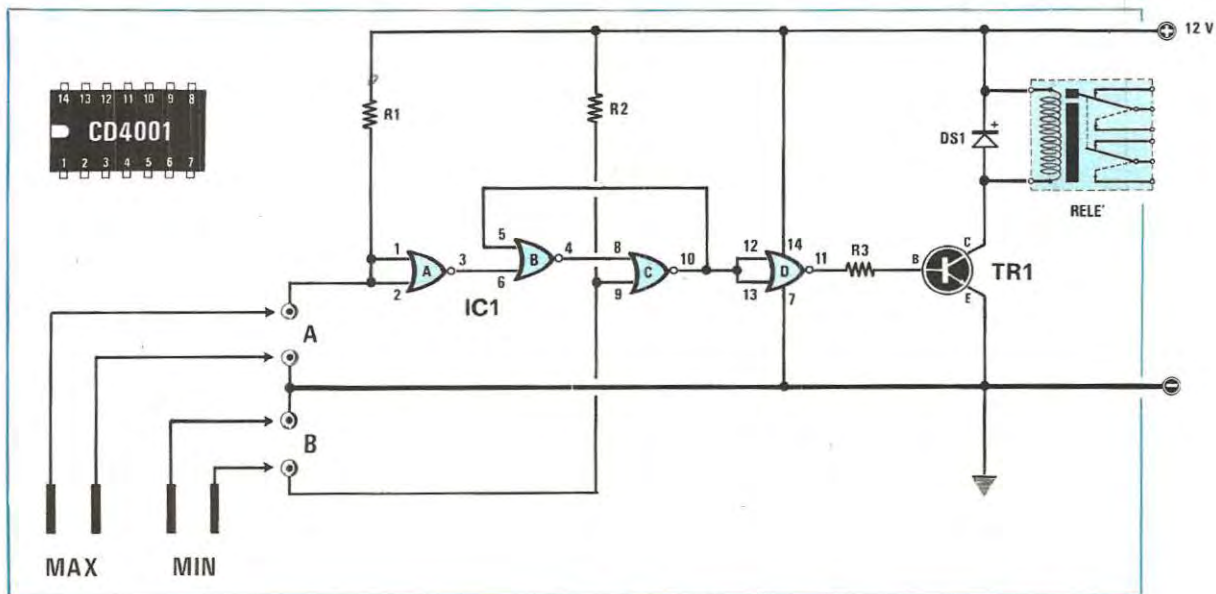 12 V
14 13 12 11 10 9 8
CD4001
1 2 3 4 5 6 7
R1
R2
DS1
+
RELE'
5
4
6
B
1
3
2
A
IC1
8
10
9
C
12
14
11
13
7
D
R3
B
C
E
TR1
A
B
MAX
MIN